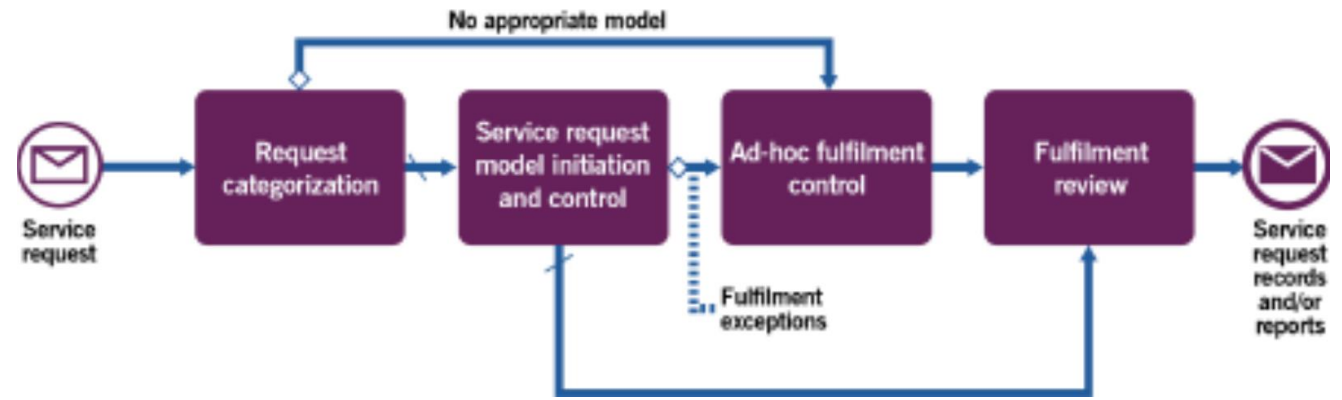 No appropriate model
Request
categorization
Service request
model initiation
and control
Ad-hoc fulfilment
control
Fulfilment
review
Service
request
Fulfilment
exceptions
Service
request
records
and/or
reports